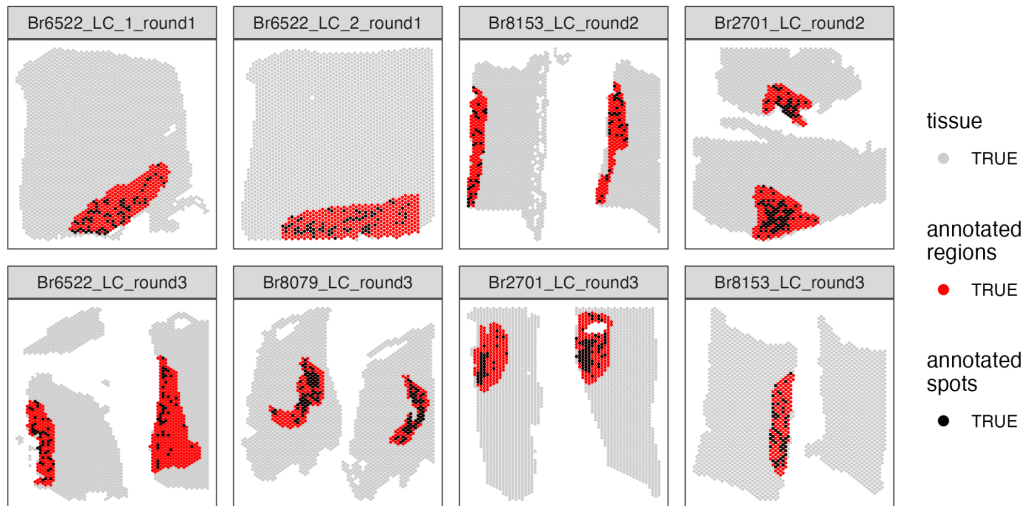 Br6522_LC_1_round1
Br6522_LC_2_round1
Br8153_LC_round2
Br2701_LC_round2
Br6522_LC_round3
Br8079_LC_round3
Br2701_LC_round3
Br8153_LC_round3
tissue
TRUE
annotated
regions
TRUE
annotated
spots
TRUE